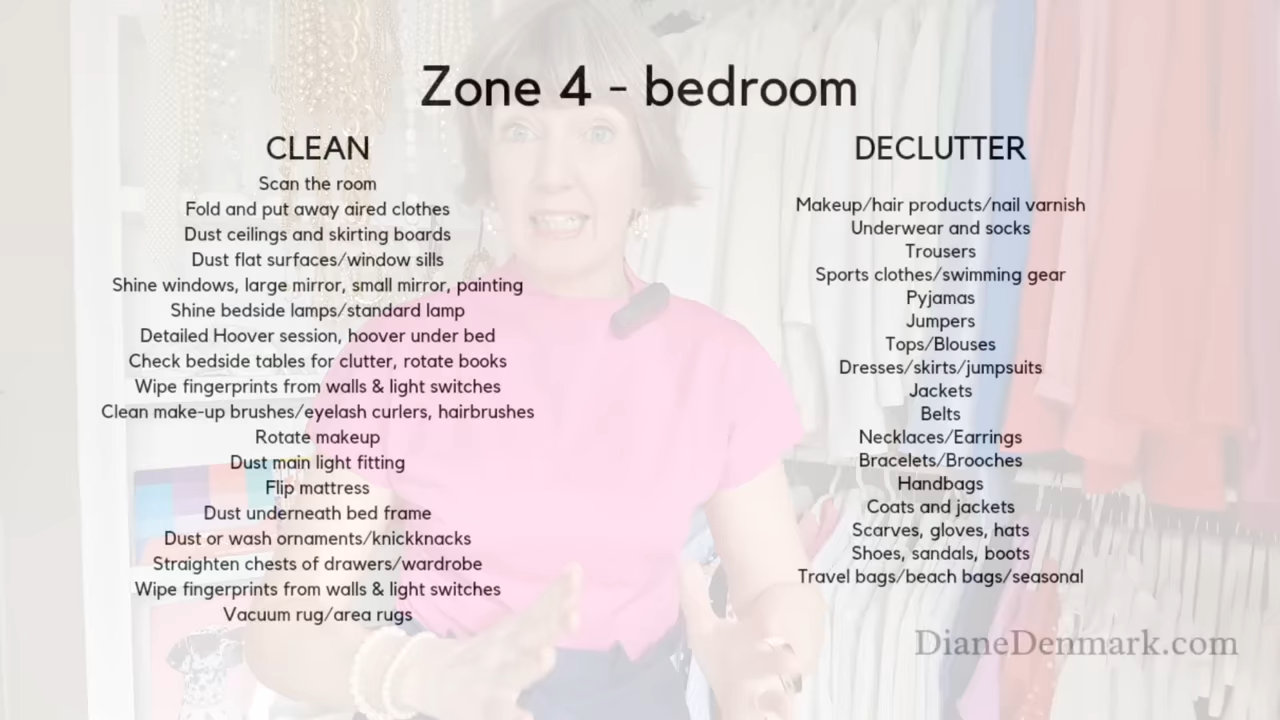 Zone 4 - bedroom
CLEAN
Scan the room
Fold and put away aired clothes
Dust ceilings and skirting boards
Dust flat surfaces/window sills
Shine windows, large mirror, small mirror, painting
Shine bedside lamps/standard lamp
Detailed Hoover session, hoover under bed
Check bedside tables for clutter, rotate books
Wipe fingerprints from walls & light switches
Clean make-up brushes/eyelash curlers, hairbrushes
Rotate makeup
Dust main light fitting
Flip mattress
Dust underneath bed frame
Dust or wash ornaments/knickknacks
Straighten chests of drawers/wardrobe
Wipe fingerprints from walls & light switches
Vacuum rug/area rugs
DECLUTTER
Makeup/hair products/nail varnish
Underwear and socks
Trousers
Sports clothes/swimming gear
Pyjamas
Jumpers
Tops/Blouses
Dresses/skirts/jumpsuits
Jackets
Belts
Necklaces/Earrings
Bracelets/Brooches
Handbags
Coats and jackets
Scarves, gloves, hats
Shoes, sandals, boots
Travel bags/beach bags/seasonal
DianeDenmark.com